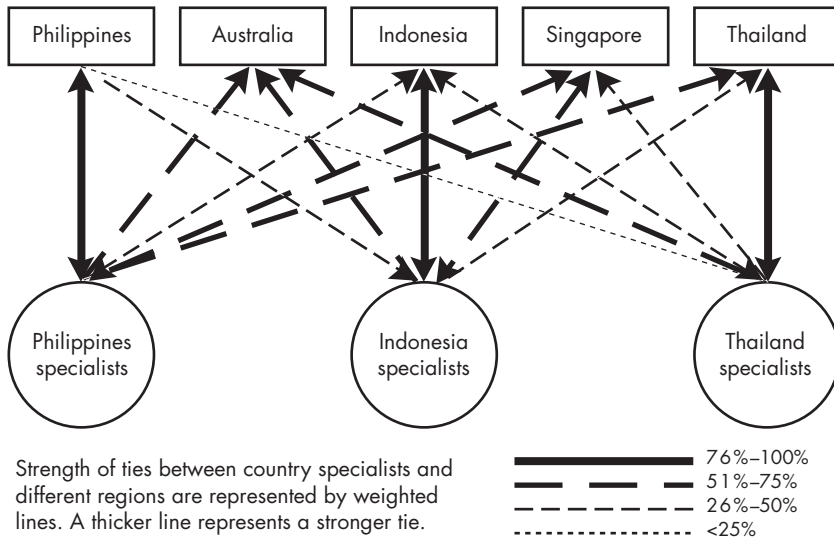 Philippines
Australia
Indonesia
Singapore
Thailand
Philippines
specialists
Indonesia
specialists
Thailand
specialists
Strength of ties between country specialists and
different regions are represented by weighted
lines. A thicker line represents a stronger tie.
76%–100%
51%–75%
26%–50%
<25%